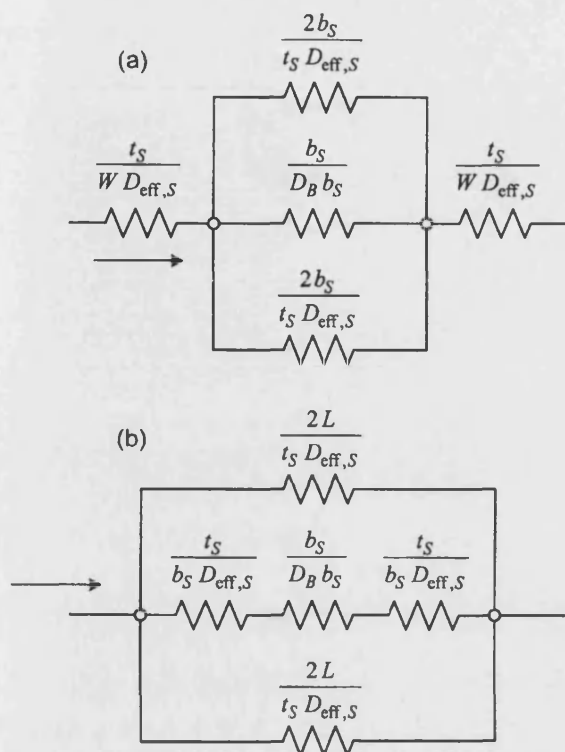 (a)
2b_S
t_S D_eff,S
t_S
W D_eff,S
b_S
D_B b_S
t_S
W D_eff,S
2b_S
t_S D_eff,S
(b)
2L
t_S D_eff,S
t_S
b_S D_eff,S
b_S
D_B b_S
t_S
b_S D_eff,S
2L
t_S D_eff,S